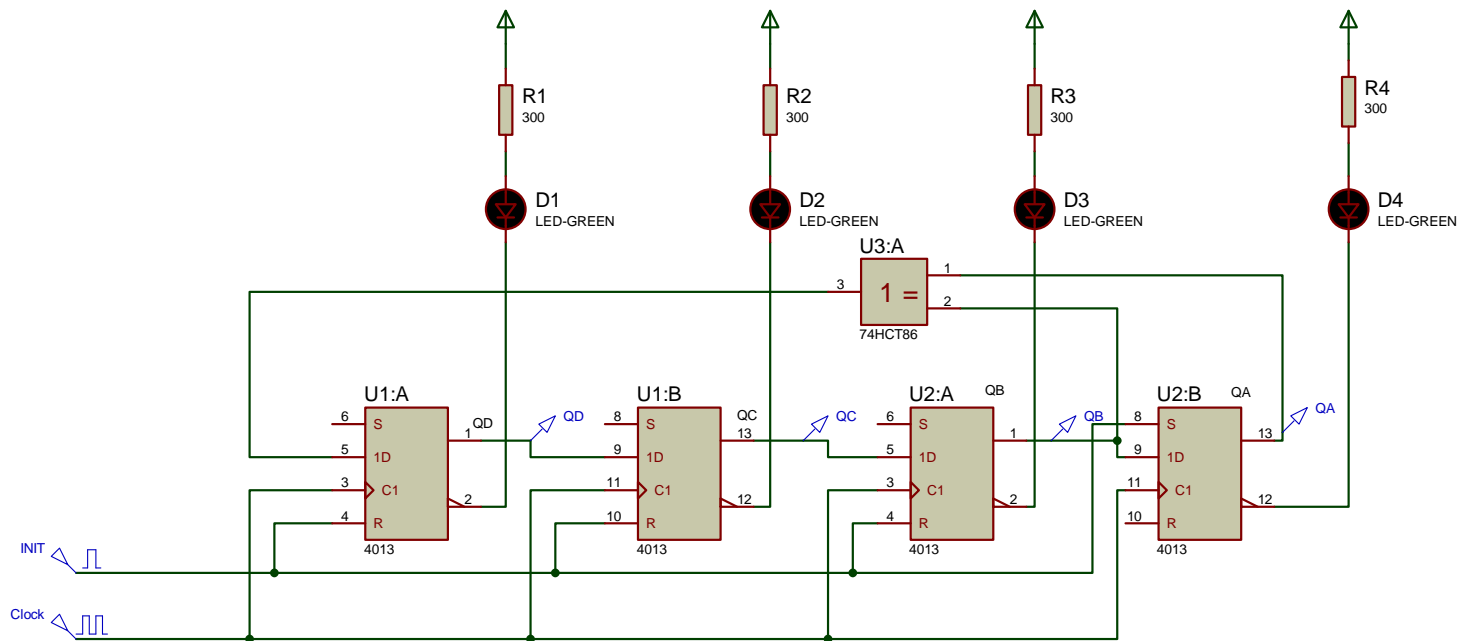 R1
300
R2
300
R3
300
R4
300
D1
LED-GREEN
D2
LED-GREEN
D3
LED-GREEN
D4
LED-GREEN
U3:A
3
1
2
1 =
74HCT86
U1:A
6
S
5
1D
3
C1
4
R
1
2
4013
QD
QD
U1:B
8
S
9
1D
11
C1
10
R
13
12
4013
QC
QC
U2:A
6
S
5
1D
3
C1
4
R
1
2
4013
QB
QB
U2:B
8
S
9
1D
11
C1
10
R
13
12
4013
QA
QA
INIT
Clock